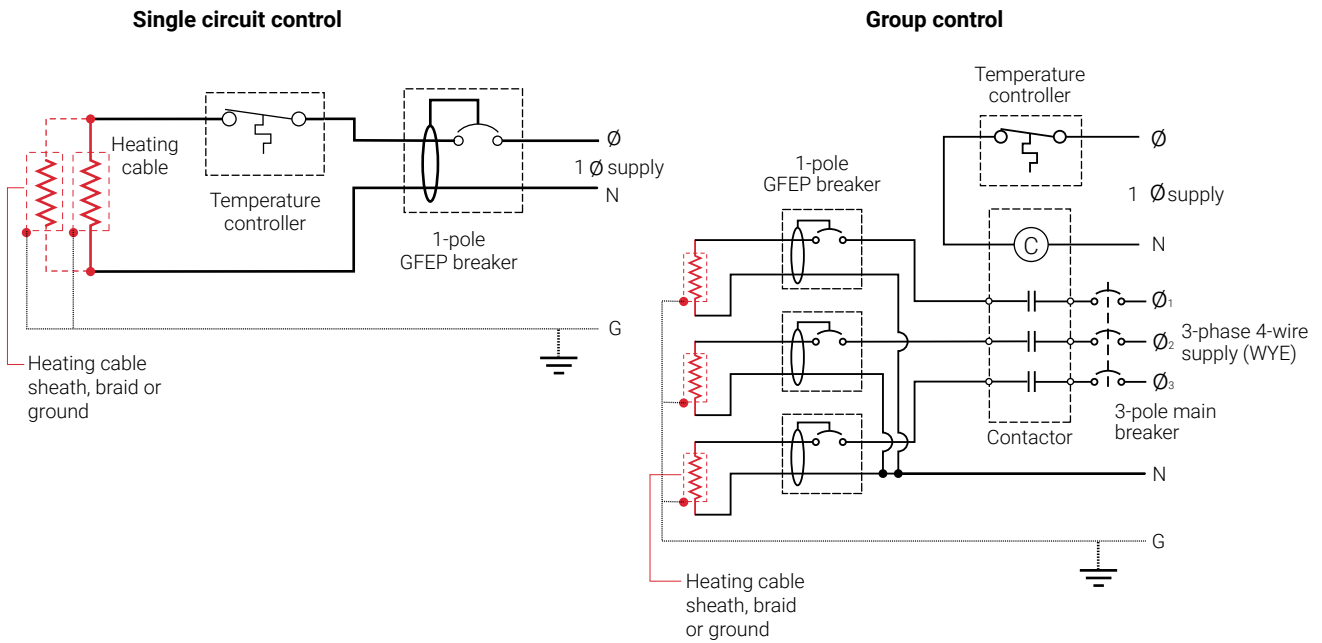 Single circuit control
Heating
cable
Temperature
controller
1-pole
GFEP breaker
Ø
1 Ø supply
N
G
Heating cable
sheath, braid or
ground
Group control
Temperature
controller
Ø
1 Ø supply
N
1-pole
GFEP breaker
C
Ø1
Ø2
Ø3
3-phase 4-wire
supply (WYE)
3-pole main
breaker
Contactor
N
G
Heating cable
sheath, braid
or ground